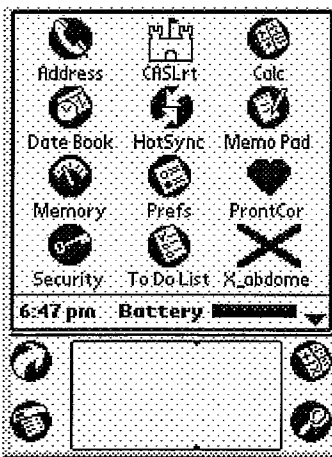 Address CASLrt Calc
Date Book HotSync Memo Pad
Memory Prefs ProntCor
Security To Do List X_abdome
6:47 pm Battery